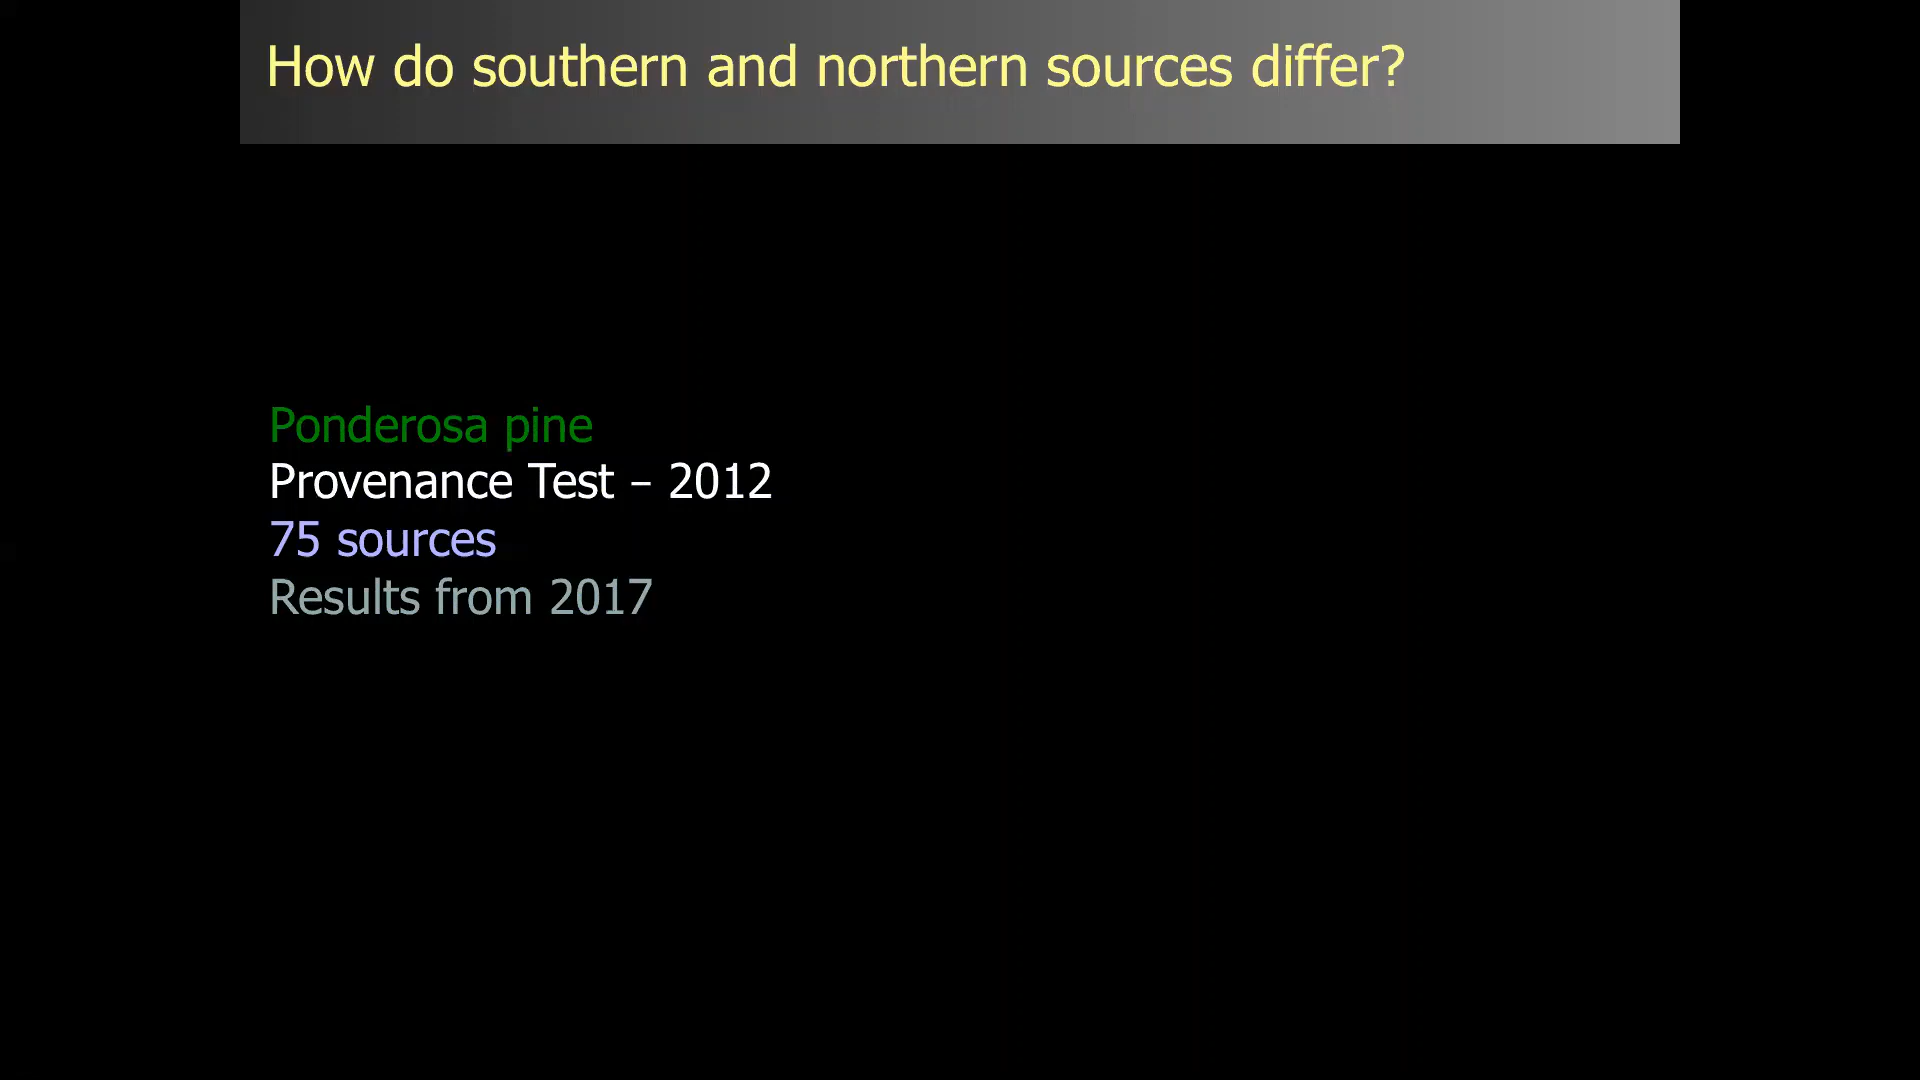 How do southern and northern sources differ?
Ponderosa pine
Provenance Test – 2012
75 sources
Results from 2017